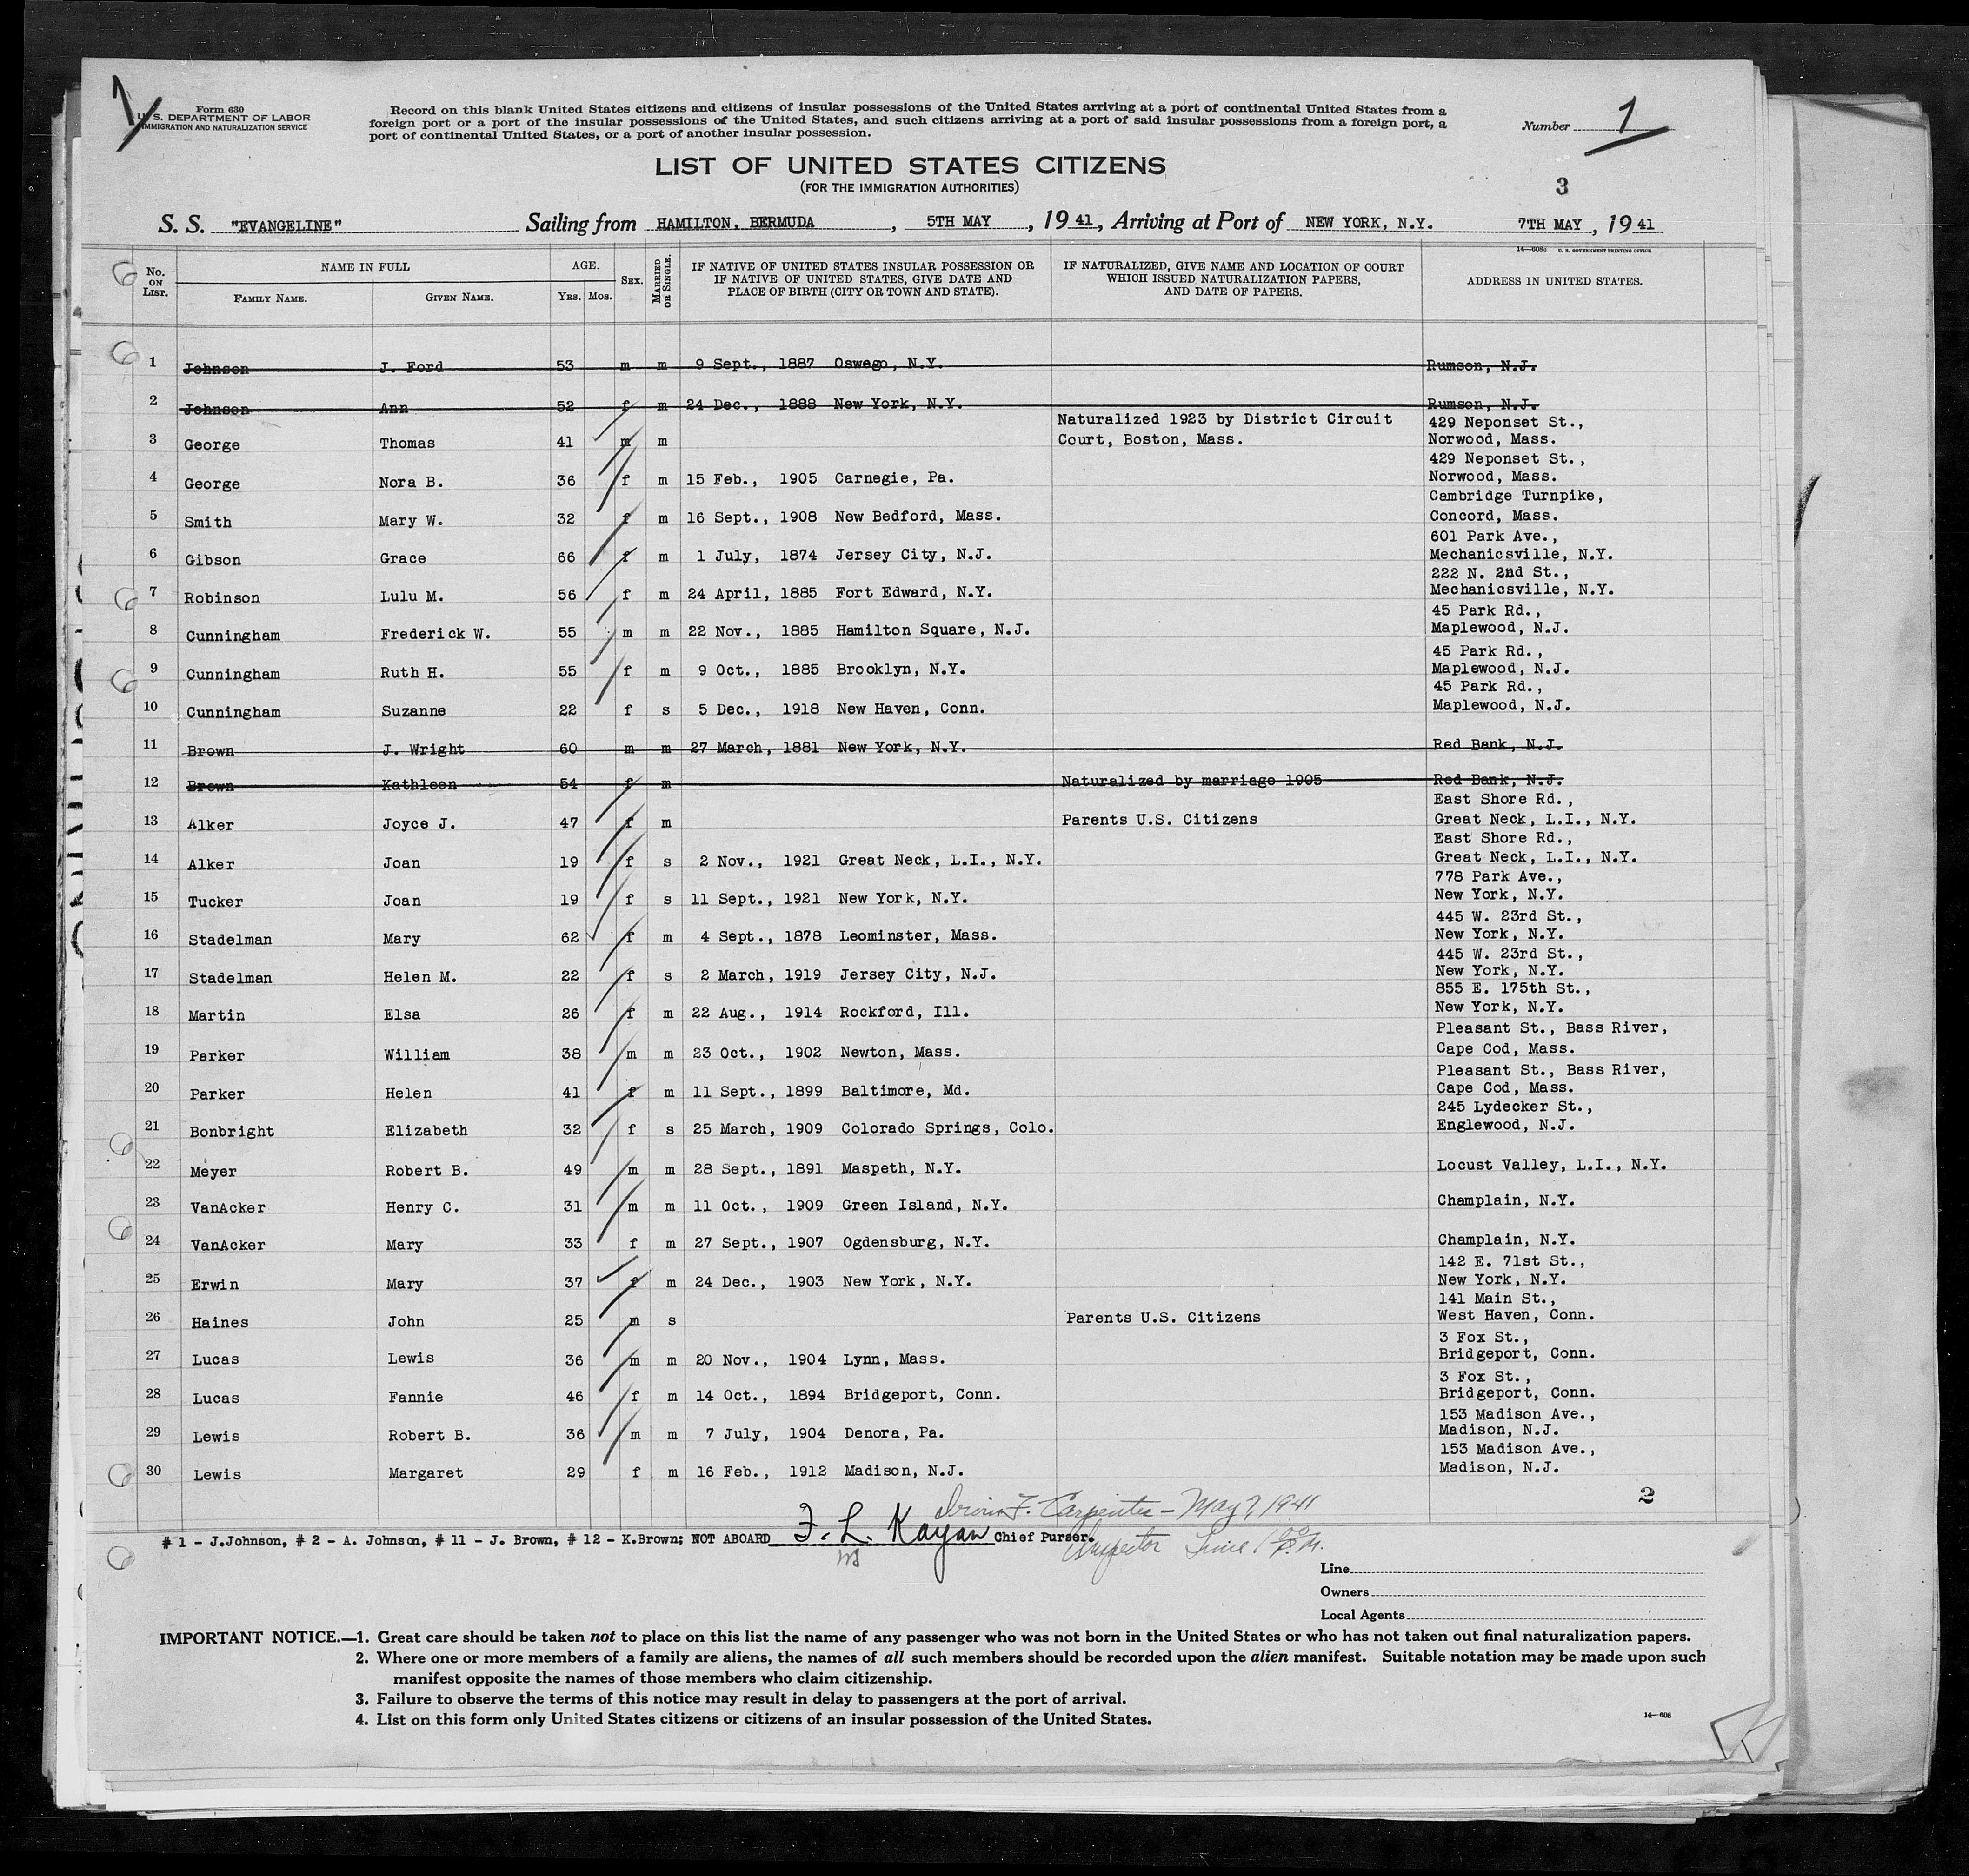 Form 630
U. S. DEPARTMENT OF LABOR
IMMIGRATION AND NATURALIZATION SERVICE
Record on this blank United States citizens and citizens of insular possessions of the United States arriving at a port of continental United States from a
foreign port or a port of the insular possessions of the United States, and such citizens arriving at a port of said insular possessions from a foreign port, a
port of continental United States, or a port of another insular possession.
Number 1
LIST OF UNITED STATES CITIZENS
(FOR THE IMMIGRATION AUTHORITIES)
3
S. S. "EVANGELINE" Sailing from HAMILTON, BERMUDA, 5TH MAY, 1941, Arriving at Port of NEW YORK, N.Y. 7TH MAY, 1941
14—608a U. S. GOVERNMENT PRINTING OFFICE
No. ON LIST. NAME IN FULL FAMILY NAME. GIVEN NAME. AGE. Yrs. Mos. SEX. MARRIED OR SINGLE. IF NATIVE OF UNITED STATES INSULAR POSSESSION OR IF NATIVE OF UNITED STATES, GIVE DATE AND PLACE OF BIRTH (CITY OR TOWN AND STATE). IF NATURALIZED, GIVE NAME AND LOCATION OF COURT WHICH ISSUED NATURALIZATION PAPERS, AND DATE OF PAPERS. ADDRESS IN UNITED STATES.
1 Johnson J. Ford 53 m m 9 Sept., 1887 Oswego, N.Y. Rumson, N.J.
2 Johnson Ann 52 f m 24 Dec., 1888 New York, N.Y. Rumson, N.J.
Naturalized 1923 by District Circuit 429 Neponset St.,
3 George Thomas 41 m m Court, Boston, Mass. Norwood, Mass.
429 Neponset St.,
4 George Nora B. 36 f m 15 Feb., 1905 Carnegie, Pa. Norwood, Mass.
Cambridge Turnpike,
5 Smith Mary W. 32 f m 16 Sept., 1908 New Bedford, Mass. Concord, Mass.
601 Park Ave.,
6 Gibson Grace 66 f m 1 July, 1874 Jersey City, N.J. Mechanicsville, N.Y.
222 N. 2nd St.,
7 Robinson Lulu M. 56 f m 24 April, 1885 Fort Edward, N.Y. Mechanicsville, N.Y.
45 Park Rd.,
8 Cunningham Frederick W. 55 m m 22 Nov., 1885 Hamilton Square, N.J. Maplewood, N.J.
45 Park Rd.,
9 Cunningham Ruth H. 55 f m 9 Oct., 1885 Brooklyn, N.Y. Maplewood, N.J.
45 Park Rd.,
10 Cunningham Suzanne 22 f s 5 Dec., 1918 New Haven, Conn. Maplewood, N.J.
11 Brown J. Wright 60 m m 27 March, 1881 New York, N.Y. Red Bank, N.J.
12 Brown Kathleen 54 f m Naturalized by marriage 1905 Red Bank, N.J.
East Shore Rd.,
13 Alker Joyce J. 47 f m Parents U.S. Citizens Great Neck, L.I., N.Y.
East Shore Rd.,
14 Alker Joan 19 f s 2 Nov., 1921 Great Neck, L.I., N.Y. Great Neck, L.I., N.Y.
778 Park Ave.,
15 Tucker Joan 19 f s 11 Sept., 1921 New York, N.Y. New York, N.Y.
445 W. 23rd St.,
16 Stadelman Mary 62 f m 4 Sept., 1878 Leominster, Mass. New York, N.Y.
445 W. 23rd St.,
17 Stadelman Helen M. 22 f s 2 March, 1919 Jersey City, N.J. New York, N.Y.
855 E. 175th St.,
18 Martin Elsa 26 f m 22 Aug., 1914 Rockford, Ill. New York, N.Y.
Pleasant St., Bass River,
19 Parker William 38 m m 23 Oct., 1902 Newton, Mass. Cape Cod, Mass.
Pleasant St., Bass River,
20 Parker Helen 41 f m 11 Sept., 1899 Baltimore, Md. Cape Cod, Mass.
245 Lydecker St.,
21 Bonbright Elizabeth 32 f s 25 March, 1909 Colorado Springs, Colo. Englewood, N.J.
22 Meyer Robert B. 49 m m 28 Sept., 1891 Maspeth, N.Y. Locust Valley, L.I., N.Y.
23 VanAcker Henry C. 31 m m 11 Oct., 1909 Green Island, N.Y. Champlain, N.Y.
24 VanAcker Mary 33 f m 27 Sept., 1907 Ogdensburg, N.Y. Champlain, N.Y.
142 E. 71st St.,
25 Erwin Mary 37 f m 24 Dec., 1903 New York, N.Y. New York, N.Y.
141 Main St.,
26 Haines John 25 m s Parents U.S. Citizens West Haven, Conn.
3 Fox St.,
27 Lucas Lewis 36 m m 20 Nov., 1904 Lynn, Mass. Bridgeport, Conn.
3 Fox St.,
28 Lucas Fannie 46 f m 14 Oct., 1894 Bridgeport, Conn. Bridgeport, Conn.
153 Madison Ave.,
29 Lewis Robert B. 36 m m 7 July, 1904 Denora, Pa. Madison, N.J.
153 Madison Ave.,
30 Lewis Margaret 29 f m 16 Feb., 1912 Madison, N.J. Madison, N.J.
2
Irvin F. Carpenter - May 7, 1941
# 1 - J.Johnson, # 2 - A. Johnson, # 11 - J. Brown, # 12 - K.Brown; NOT ABOARD F. L. Kayan Chief Purser.
Inspector Time 1 00 P.M.
Line
Owners
Local Agents
IMPORTANT NOTICE.—1. Great care should be taken not to place on this list the name of any passenger who was not born in the United States or who has not taken out final naturalization papers.
2. Where one or more members of a family are aliens, the names of all such members should be recorded upon the alien manifest. Suitable notation may be made upon such
manifest opposite the names of those members who claim citizenship.
3. Failure to observe the terms of this notice may result in delay to passengers at the port of arrival.
4. List on this form only United States citizens or citizens of an insular possession of the United States.
14—608